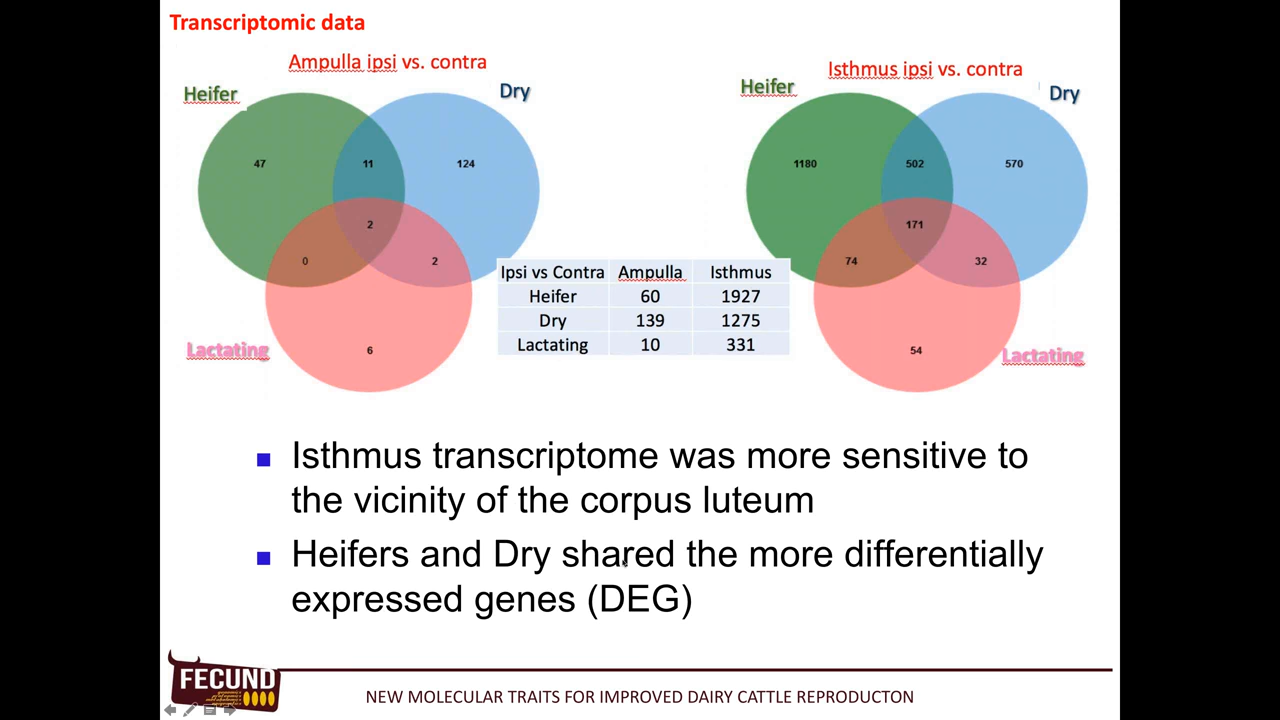 Transcriptomic data
Ampulla ipsi vs. contra
Heifer
Dry
47
11
124
2
0
2
Lactating
6
Isthmus ipsi vs. contra
Heifer
Dry
1180
502
570
171
74
32
54
Lactating
Ipsi vs Contra Ampulla Isthmus
Heifer 60 1927
Dry 139 1275
Lactating 10 331
Isthmus transcriptome was more sensitive to
the vicinity of the corpus luteum
Heifers and Dry shared the more differentially
expressed genes (DEG)
FECUND
NEW MOLECULAR TRAITS FOR IMPROVED DAIRY CATTLE REPRODUCTON